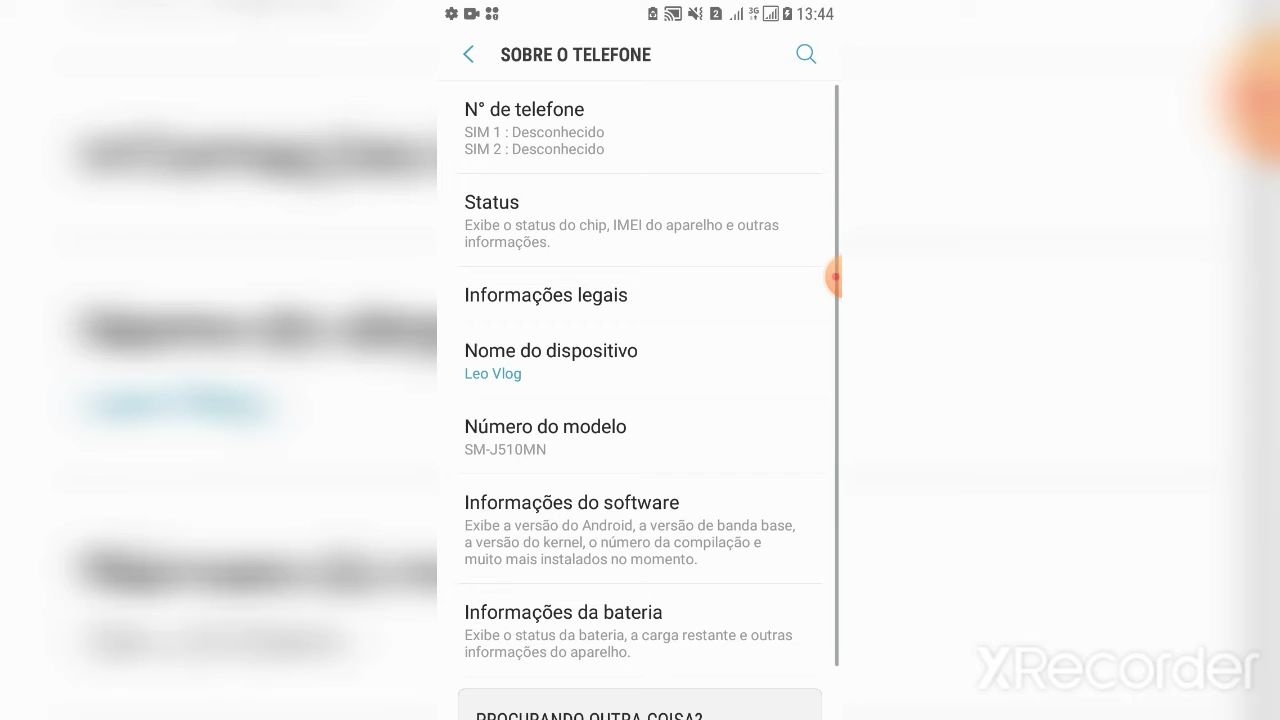 13:44
SOBRE O TELEFONE
N° de telefone
SIM 1 : Desconhecido
SIM 2 : Desconhecido
Status
Exibe o status do chip, IMEI do aparelho e outras
informações.
Informações legais
Nome do dispositivo
Leo Vlog
Número do modelo
SM-J510MN
Informações do software
Exibe a versão do Android, a versão de banda base,
a versão do kernel, o número da compilação e
muito mais instalados no momento.
Informações da bateria
Exibe o status da bateria, a carga restante e outras
informações do aparelho.
PROCURANDO OUTRA COISA?
XRecorder